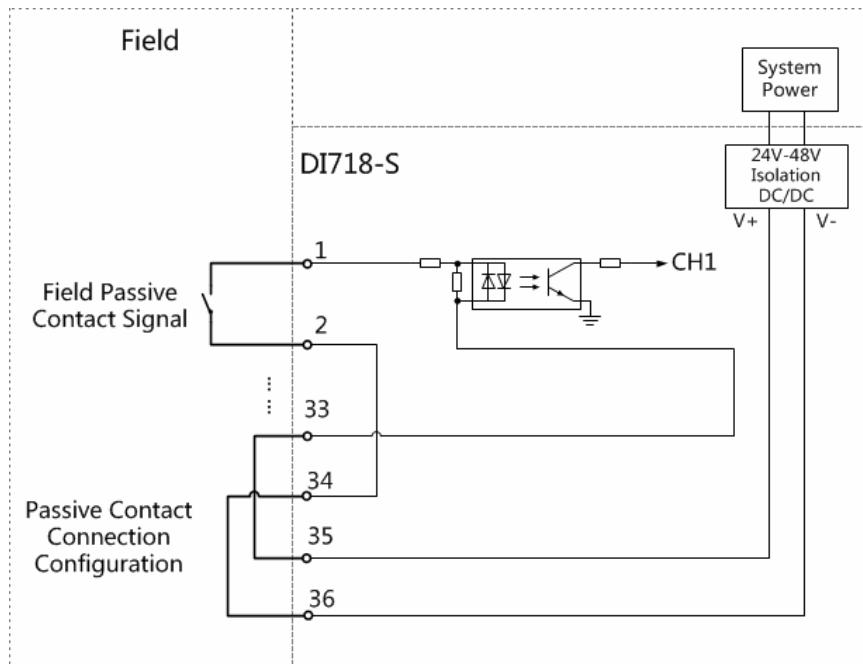 Field
System
Power
24V-48V
Isolation
DC/DC
V+ V-
DI718-S
1
CH1
Field Passive
Contact Signal
2
33
34
Passive Contact
Connection
Configuration
35
36